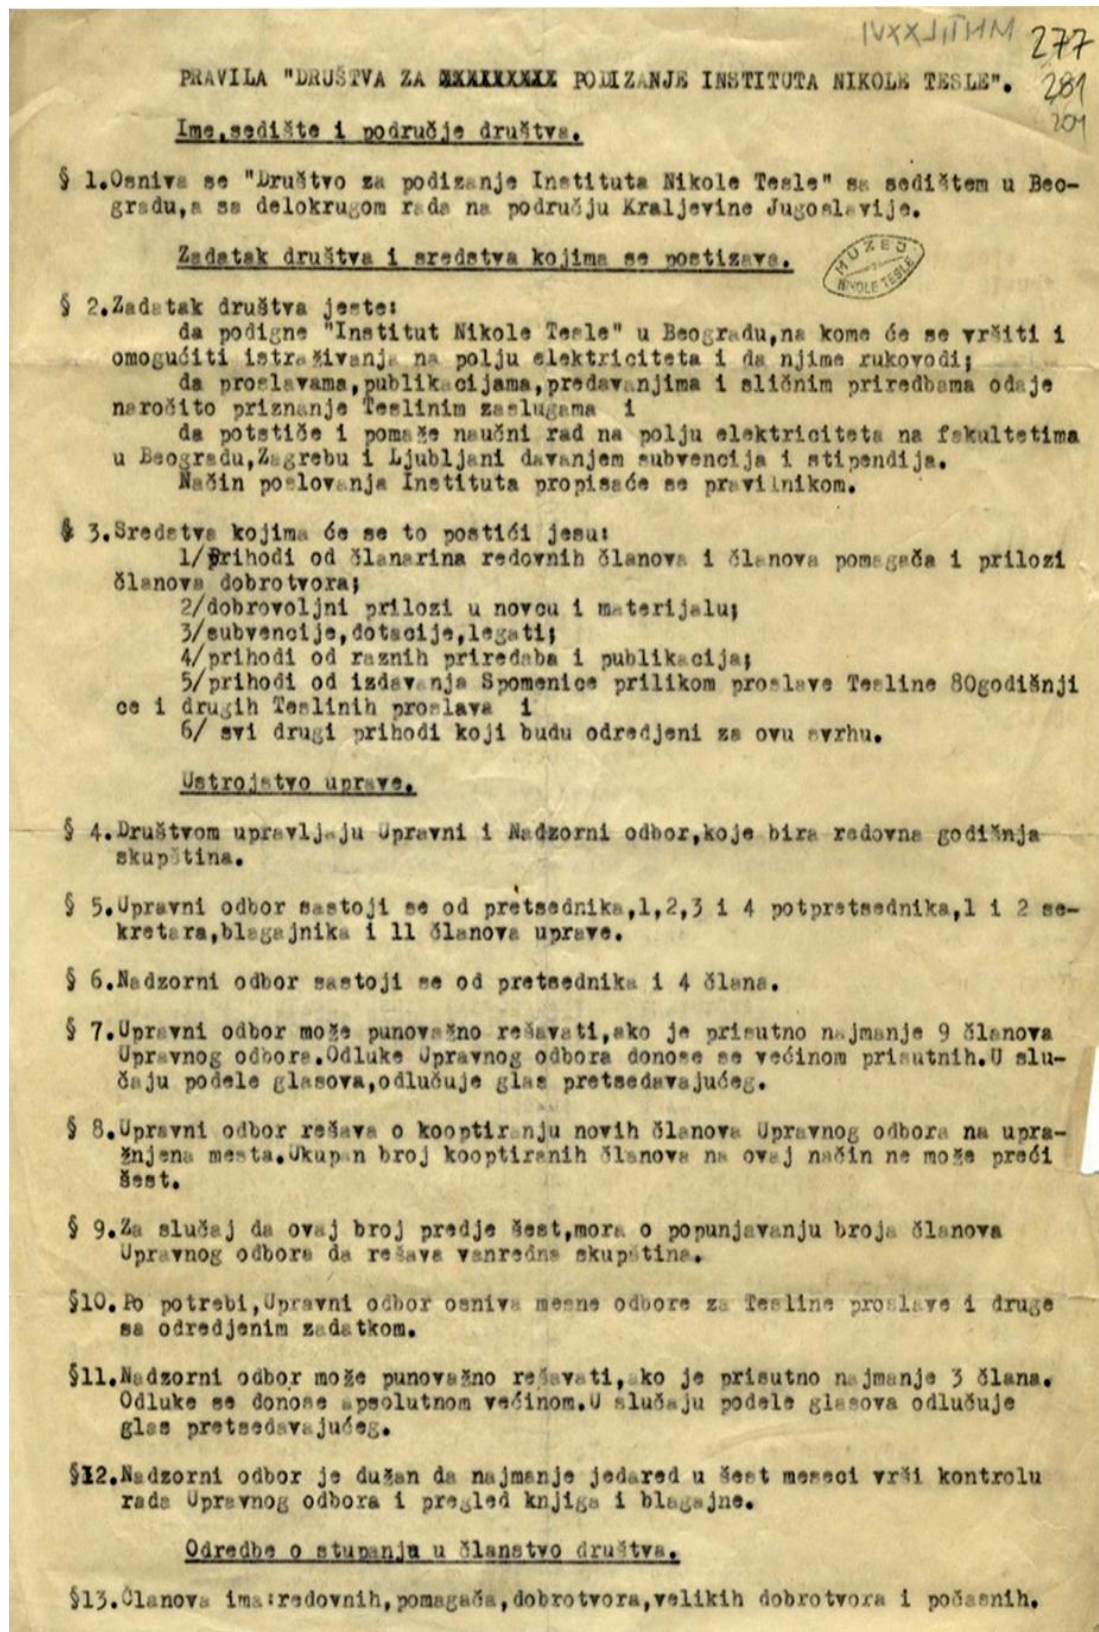 MNT,LXXVI
277
281
201
PRAVILA "DRUŠTVA ZA XXXXXXXXX PODIZANJE INSTITUTA NIKOLE TESLE".
Ime,sedište i područje društva.
§ 1.Osniva se "Društvo za podizanje Instituta Nikole Tesle" sa sedištem u Beo-
gradu,a sa delokrugom rada na području Kraljevine Jugoslavije.
Zadatak društva i sredstva kojima se postizava.
MUZEJ
NIKOLE TESLE
§ 2.Zadatak društva jeste:
da podigne "Institut Nikole Tesle" u Beogradu,na kome će se vršiti i
omogućiti istraživanja na polju elektriciteta i da njime rukovodi;
da proslavama,publikacijama,predavanjima i sličnim priredbama odaje
naročito priznanje Teslinim zaslugama i
da potstiče i pomaže naučni rad na polju elektriciteta na fakultetima
u Beogradu,Zagrebu i Ljubljani davanjem subvencija i stipendija.
Način poslovanja Instituta propisaće se pravilnikom.
§ 3.Sredstva kojima će se to postići jesu:
1/prihodi od članarina redovnih članova i članova pomagača i prilozi
članova dobrotvora;
2/dobrovoljni prilozi u novcu i materijalu;
3/subvencije,dotacije,legati;
4/prihodi od raznih priredaba i publikacija;
5/prihodi od izdavanja Spomenice prilikom proslave Tesline 80godišnji
ce i drugih Teslinih proslava i
6/ svi drugi prihodi koji budu odredjeni za ovu svrhu.
Ustrojstvo uprave.
§ 4.Društvom upravljaju Upravni i Nadzorni odbor,koje bira redovna godišnja
skupština.
§ 5.Upravni odbor sastoji se od pretsednika,1,2,3 i 4 potpretsednika,1 i 2 se-
kretara,blagajnika i 11 članova uprave.
§ 6.Nadzorni odbor sastoji se od pretsednika i 4 člana.
§ 7.Upravni odbor može punovažno rešavati,ako je prisutno najmanje 9 članova
Upravnog odbora.Odluke Upravnog odbora donose se većinom prisutnih.U slu-
čaju podele glasova,odlučuje glas pretsedavajućeg.
§ 8.Upravni odbor rešava o kooptiranju novih članova Upravnog odbora na upra-
žnjena mesta.Ukupan broj kooptiranih članova na ovaj način ne može preći
šest.
§ 9.Za slučaj da ovaj broj predje šest,mora o popunjavanju broja članova
Upravnog odbora da rešava vanredna skupština.
§10.Po potrebi,Upravni odbor osniva mesne odbore za Tesline proslave i druge
sa odredjenim zadatkom.
§11.Nadzorni odbor može punovažno rešavati,ako je prisutno najmanje 3 člana.
Odluke se donose apsolutnom većinom.U slučaju podele glasova odlučuje
glas pretsedavajućeg.
§12.Nadzorni odbor je dužan da najmanje jedared u šest meseci vrši kontrolu
rada Upravnog odbora i pregled knjiga i blagajne.
Odredbe o stupanju u članstvo društva.
§13.Članova ima:redovnih,pomagača,dobrotvora,velikih dobrotvora i počasnih.